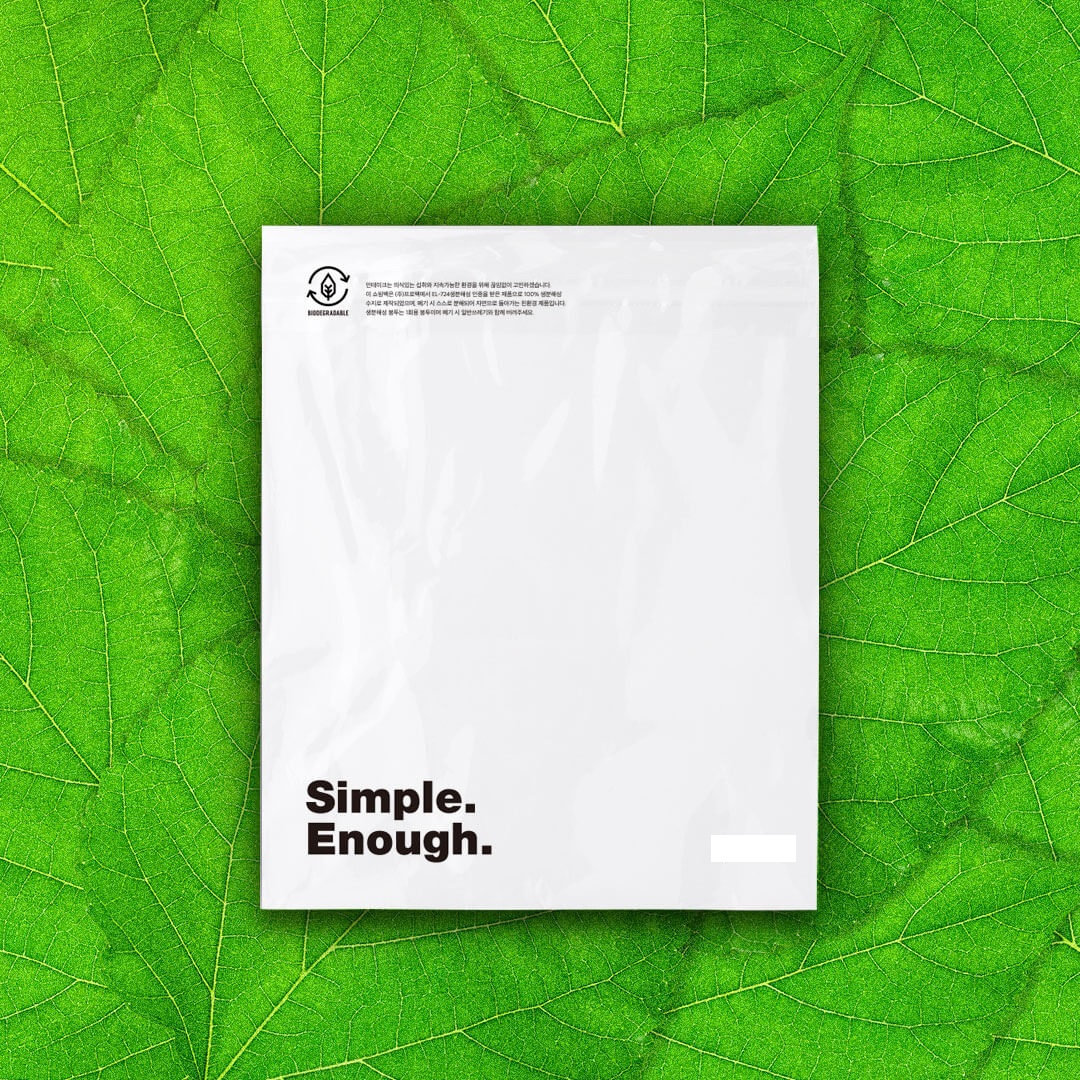 BIODEGRADABLE
인테이크는 의식있는 섭취와 지속가능한 환경을 위해 끊임없이 고민하겠습니다.
이 쇼핑백은 (주)프로팩에서 EL-724생분해성 인증을 받은 제품으로 100% 생분해성
수지로 제작되었으며, 폐기 시 스스로 분해되어 자연으로 돌아가는 친환경 제품입니다.
생분해성 봉투는 1회용 봉투이며 폐기 시 일반쓰레기와 함께 버려주세요.
Simple.
Enough.